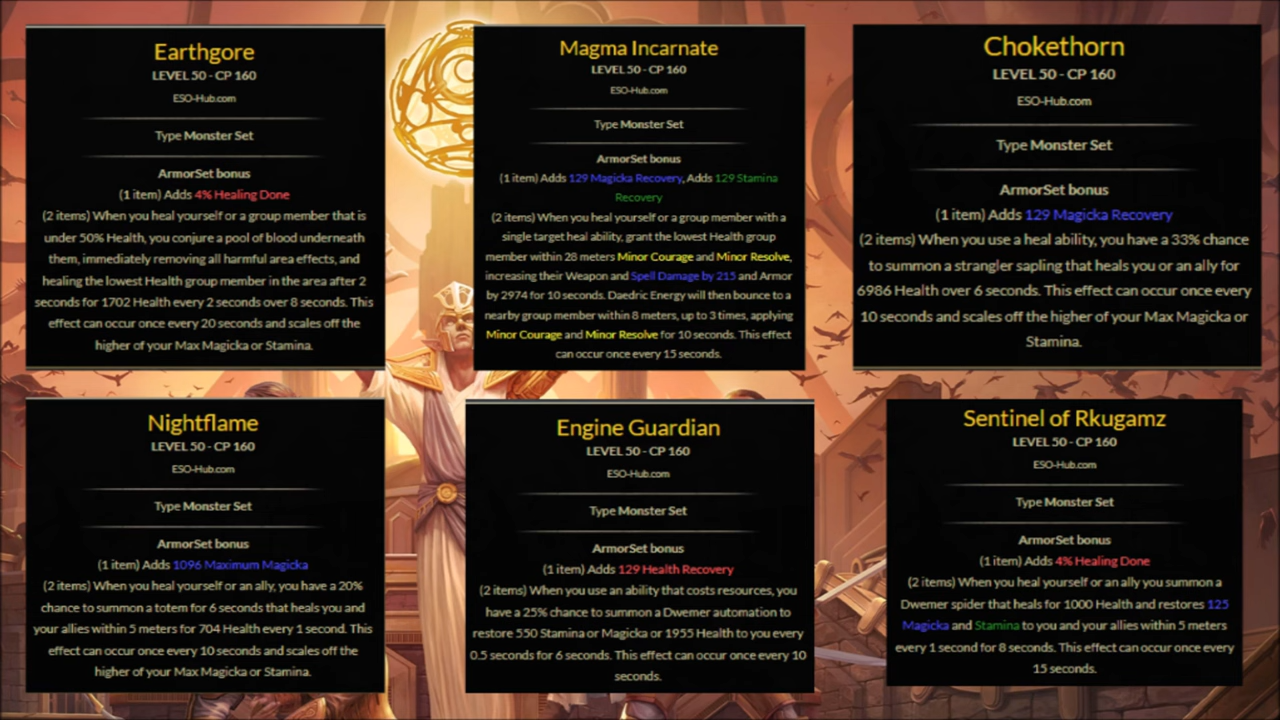 Earthgore
LEVEL 50 - CP 160
ESO-Hub.com
Type Monster Set
ArmorSet bonus
(1 item) Adds 4% Healing Done
(2 items) When you heal yourself or a group member that is
under 50% Health, you conjure a pool of blood underneath
them, immediately removing all harmful area effects, and
healing the lowest Health group member in the area after 2
seconds for 1702 Health every 2 seconds over 8 seconds. This
effect can occur once every 20 seconds and scales off the
higher of your Max Magicka or Stamina.
Magma Incarnate
LEVEL 50 - CP 160
ESO-Hub.com
Type Monster Set
ArmorSet bonus
(1 item) Adds 129 Magicka Recovery, Adds 129 Stamina
Recovery
(2 items) When you heal yourself or a group member with a
single target heal ability, grant the lowest Health group
member within 28 meters Minor Courage and Minor Resolve,
increasing their Weapon and Spell Damage by 215 and Armor
by 2974 for 10 seconds. Daedric Energy will then bounce to a
nearby group member within 8 meters, up to 3 times, applying
Minor Courage and Minor Resolve for 10 seconds. This effect
can occur once every 15 seconds.
Chokethorn
LEVEL 50 - CP 160
ESO-Hub.com
Type Monster Set
ArmorSet bonus
(1 item) Adds 129 Magicka Recovery
(2 items) When you use a heal ability, you have a 33% chance
to summon a strangler sapling that heals you or an ally for
6986 Health over 6 seconds. This effect can occur once every
10 seconds and scales off the higher of your Max Magicka or
Stamina.
Nightflame
LEVEL 50 - CP 160
ESO-Hub.com
Type Monster Set
ArmorSet bonus
(1 item) Adds 1096 Maximum Magicka
(2 items) When you heal yourself or an ally, you have a 20%
chance to summon a totem for 6 seconds that heals you and
your allies within 5 meters for 704 Health every 1 second. This
effect can occur once every 10 seconds and scales off the
higher of your Max Magicka or Stamina.
Engine Guardian
LEVEL 50 - CP 160
ESO-Hub.com
Type Monster Set
ArmorSet bonus
(1 item) Adds 129 Health Recovery
(2 items) When you use an ability that costs resources, you
have a 25% chance to summon a Dwemer automation to
restore 550 Stamina or Magicka or 1955 Health to you every
0.5 seconds for 6 seconds. This effect can occur once every 10
seconds.
Sentinel of Rkugamz
LEVEL 50 - CP 160
ESO-Hub.com
Type Monster Set
ArmorSet bonus
(1 item) Adds 4% Healing Done
(2 items) When you heal yourself or an ally you summon a
Dwemer spider that heals for 1000 Health and restores 125
Magicka and Stamina to you and your allies within 5 meters
every 1 second for 8 seconds. This effect can occur once every
15 seconds.